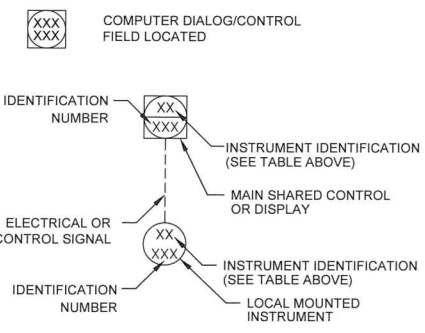 XXX
XXX
COMPUTER DIALOG/CONTROL
FIELD LOCATED
IDENTIFICATION
NUMBER
XX
XXX
INSTRUMENT IDENTIFICATION
(SEE TABLE ABOVE)
MAIN SHARED CONTROL
OR DISPLAY
ELECTRICAL OR
CONTROL SIGNAL
XX
XXX
INSTRUMENT IDENTIFICATION
(SEE TABLE ABOVE)
IDENTIFICATION
NUMBER
LOCAL MOUNTED
INSTRUMENT